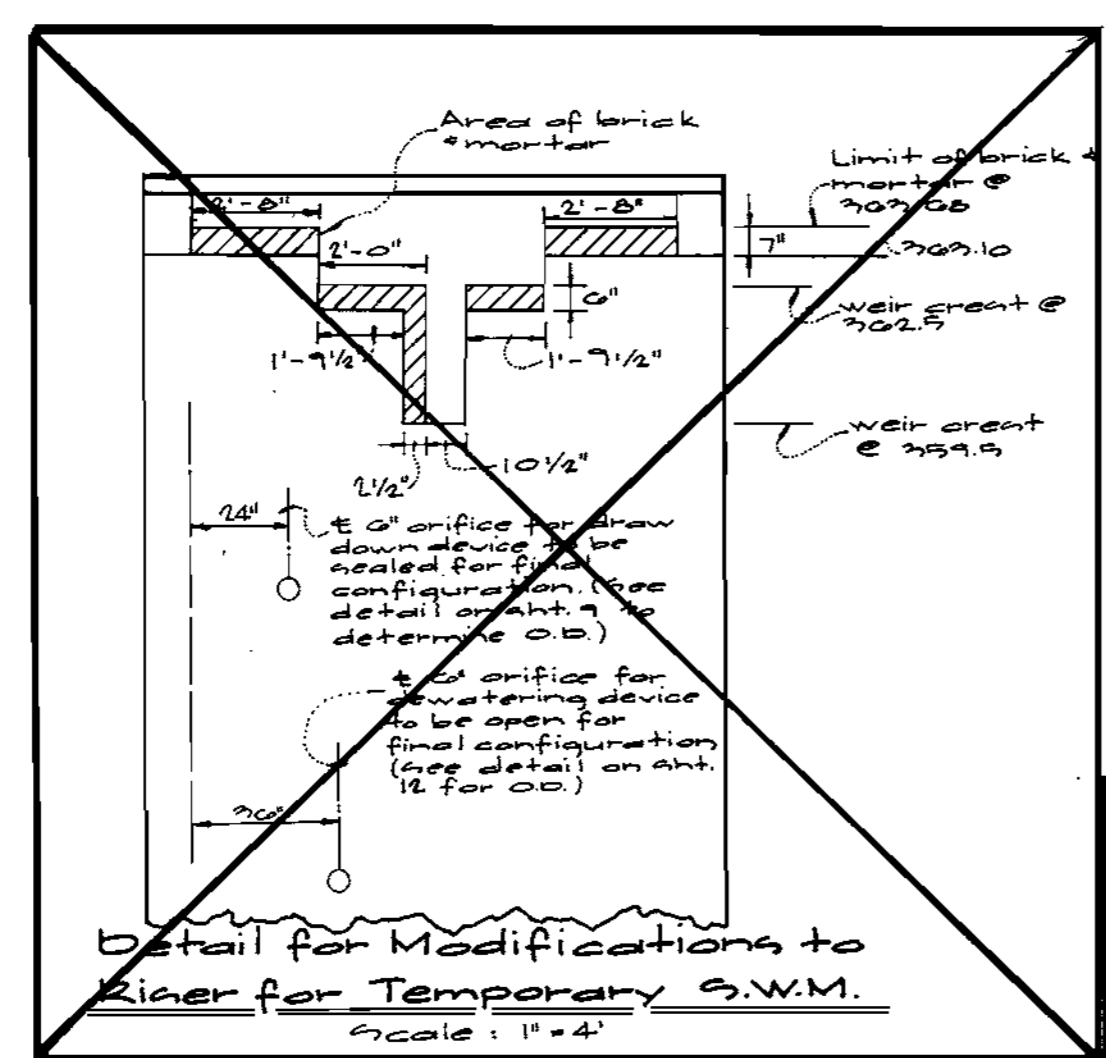 Area of brick
& mortar
Limit of brick &
mortar @
363.68
2'-8"
2'-8"
7"
363.10
2'-0"
6"
weir crest @
362.5
1'-9 1/2"
1'-9 1/2"
weir crest
@ 359.5
10 1/2"
2 1/2"
24"
℄ 6" orifice for draw
down device to be
sealed for final
configuration. (See
detail on sht. 9 to
determine O.D.)
℄ 6" orifice for
dewatering device
to be open for
final configuration
(see detail on sht.
12 for O.D.)
36"
Detail for Modifications to
Riser for Temporary S.W.M.
Scale : 1" = 4'